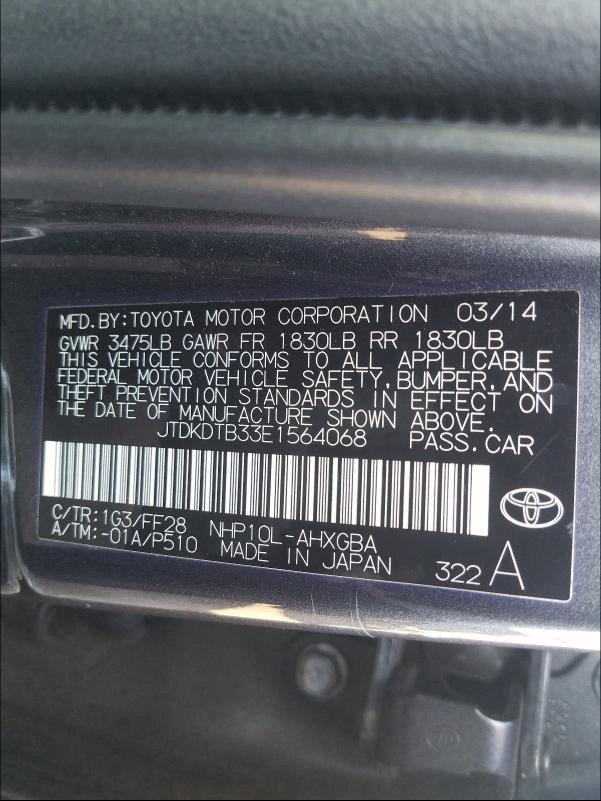 MFD.BY:TOYOTA MOTOR CORPORATION 03/14
GVWR 3475LB GAWR FR 1830LB RR 1830LB
THIS VEHICLE CONFORMS TO ALL APPLICABLE
FEDERAL MOTOR VEHICLE SAFETY, BUMPER, AND
THEFT PREVENTION STANDARDS IN EFFECT ON
THE DATE OF MANUFACTURE SHOWN ABOVE.
JTDKDTB33E1564068 PASS.CAR
C/TR:1G3/FF28 NHP10L-AHXGBA
A/TM:-01A/P510 MADE IN JAPAN 322 A